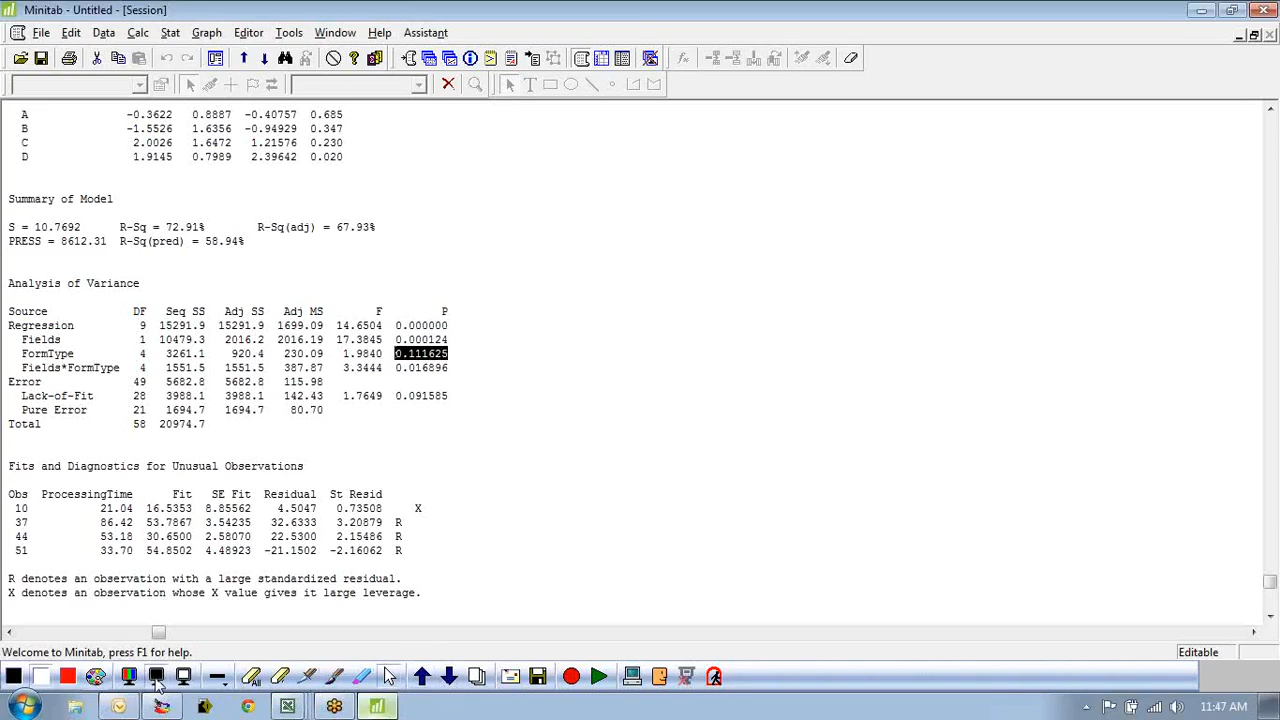 Minitab - Untitled - [Session]
File Edit Data Calc Stat Graph Editor Tools Window Help Assistant
A -0.3622 0.8887 -0.40757 0.685
B -1.5526 1.6356 -0.94929 0.347
C 2.0026 1.6472 1.21576 0.230
D 1.9145 0.7989 2.39642 0.020
Summary of Model
S = 10.7692 R-Sq = 72.91% R-Sq(adj) = 67.93%
PRESS = 8612.31 R-Sq(pred) = 58.94%
Analysis of Variance
Source DF Seq SS Adj SS Adj MS F P
Regression 9 15291.9 15291.9 1699.09 14.6504 0.000000
Fields 1 10479.3 2016.2 2016.19 17.3845 0.000124
FormType 4 3261.1 920.4 230.09 1.9840 0.111625
Fields*FormType 4 1551.5 1551.5 387.87 3.3444 0.016896
Error 49 5682.8 5682.8 115.98
Lack-of-Fit 28 3988.1 3988.1 142.43 1.7649 0.091585
Pure Error 21 1694.7 1694.7 80.70
Total 58 20974.7
Fits and Diagnostics for Unusual Observations
Obs ProcessingTime Fit SE Fit Residual St Resid
10 21.04 16.5353 8.85562 4.5047 0.73508 X
37 86.42 53.7867 3.54235 32.6333 3.20879 R
44 53.18 30.6500 2.58070 22.5300 2.15486 R
51 33.70 54.8502 4.48923 -21.1502 -2.16062 R
R denotes an observation with a large standardized residual.
X denotes an observation whose X value gives it large leverage.
Welcome to Minitab, press F1 for help.
Editable
11:47 AM